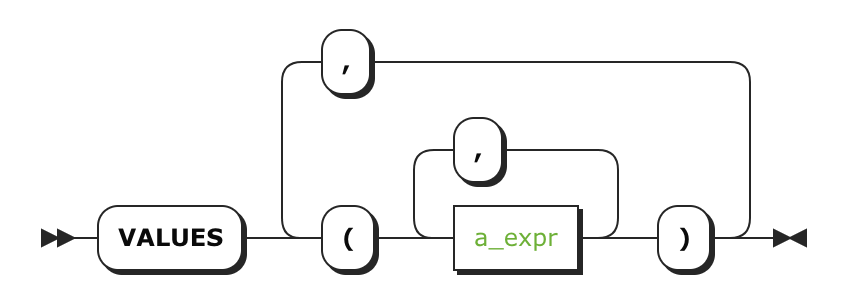 ,
,
VALUES ( a_expr )